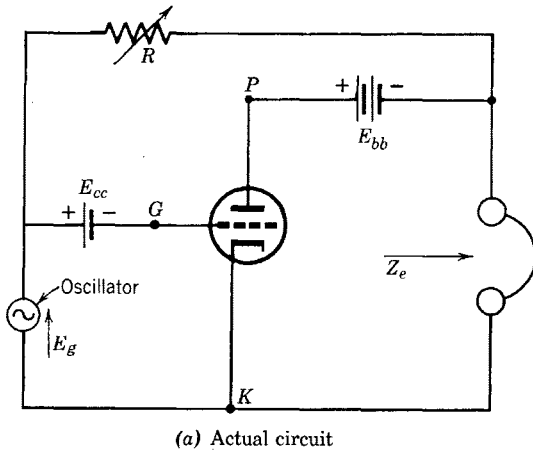 R
P
+ −
E_bb
E_cc
+ − G
Z_e
Oscillator
E_g
K
(a) Actual circuit